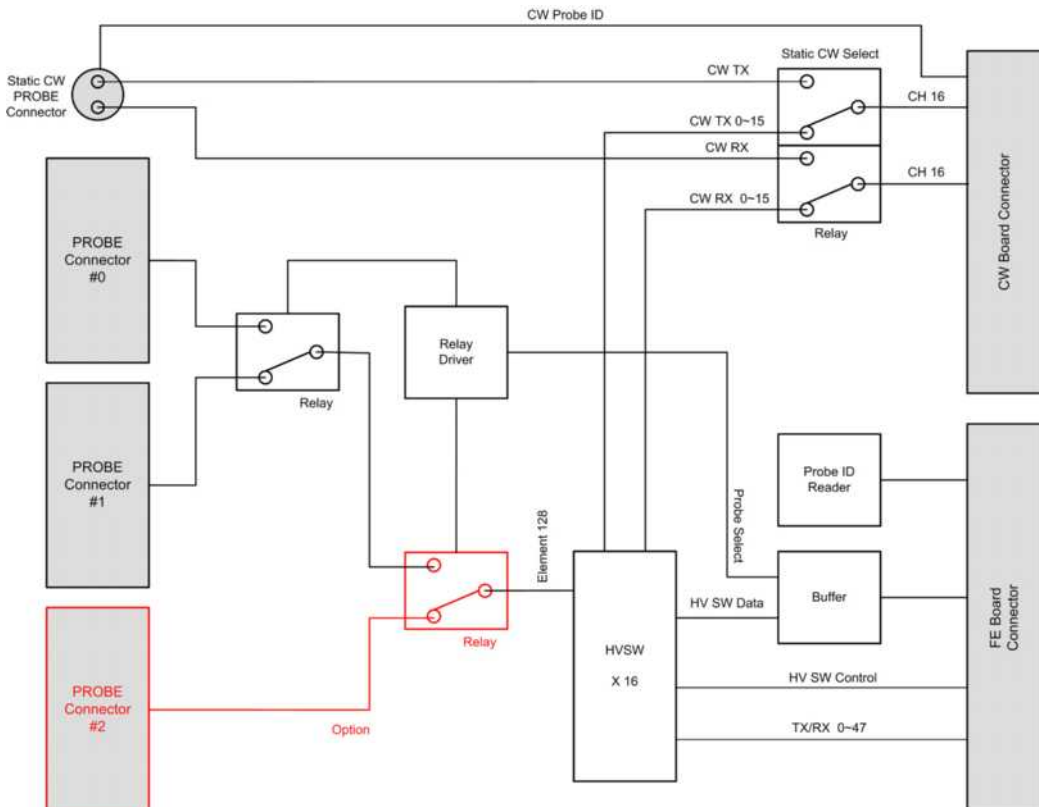 CW Probe ID
Static CW
PROBE
Connector
CW TX
Static CW Select
CH 16
CW TX 0~15
CW RX
CH 16
CW RX 0~15
Relay
CW Board Connector
PROBE
Connector
#0
Relay
Driver
Relay
PROBE
Connector
#1
Probe ID
Reader
Probe Select
Element 128
Buffer
HV SW Data
FE Board
Connector
Relay
HVSW
X 16
HV SW Control
PROBE
Connector
#2
Option
TX/RX 0~47